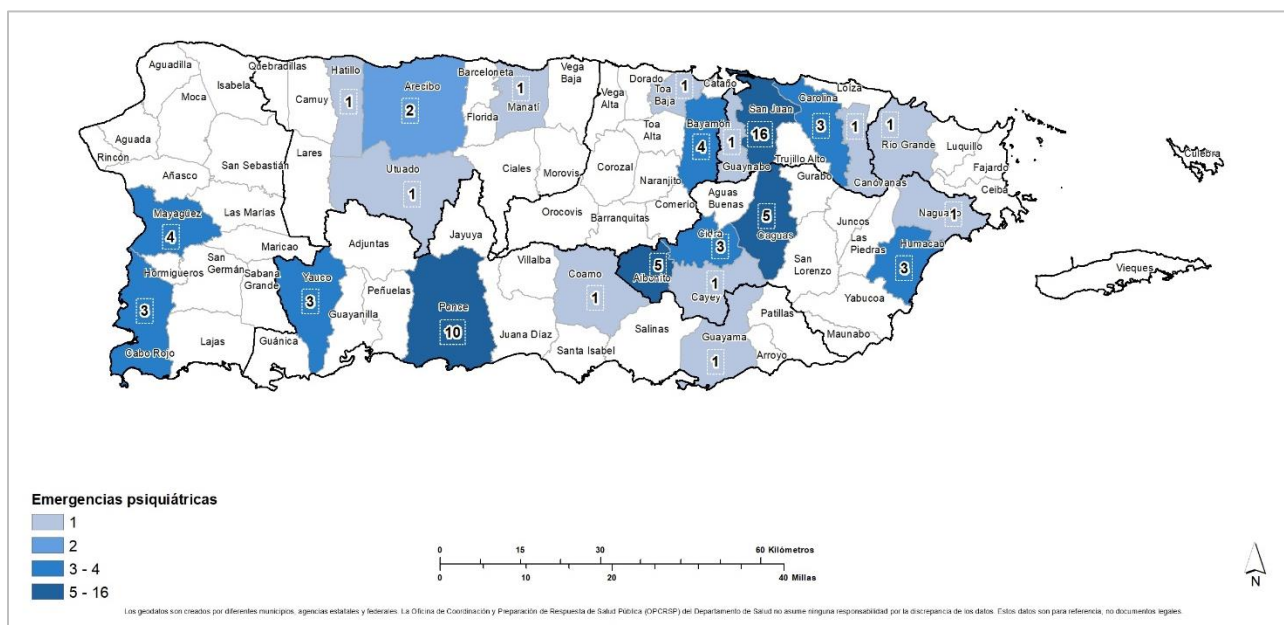 Aguadilla
Isabela
Quebradillas
Hatillo
Moca
Camuy
1
Arecibo
2
Barceloneta
Florida
1
Manatí
Vega
Baja
Vega
Alta
Dorado
Toa
Baja
1
Cataño
Toa
Alta
Bayamón
4
1
Guaynabo
San Juan
16
Carolina
3
Loíza
1
Canóvanas
1
Río Grande
Luquillo
Fajardo
Ceiba
Culebra
Aguada
Rincón
Añasco
San Sebastián
Lares
Utuado
1
Ciales
Morovis
Corozal
Naranjito
Trujillo Alto
Gurabo
Mayagüez
4
Las Marías
Maricao
Adjuntas
Jayuya
Orocovis
Barranquitas
Comerío
Aguas
Buenas
Cidra
3
5
Caguas
Juncos
Las
Piedras
Naguabo
1
Humacao
3
Vieques
Hormigueros
San
Germán
Sabana
Grande
Yauco
3
Peñuelas
Guayanilla
Ponce
10
Villalba
Coamo
1
5
Aibonito
1
Cayey
San
Lorenzo
Yabucoa
3
Cabo Rojo
Lajas
Guánica
Juana Díaz
Santa Isabel
Salinas
Guayama
1
Patillas
Arroyo
Maunabo
Emergencias psiquiátricas
1
2
3 - 4
5 - 16
0 15 30 60 Kilómetros
0 10 20 40 Millas
N
Los geodatos son creados por diferentes municipios, agencias estatales y federales. La Oficina de Coordinación y Preparación de Respuesta de Salud Pública (OPCRSP) del Departamento de Salud no asume ninguna responsabilidad por la discrepancia de los datos. Estos datos son para referencia, no documentos legales.